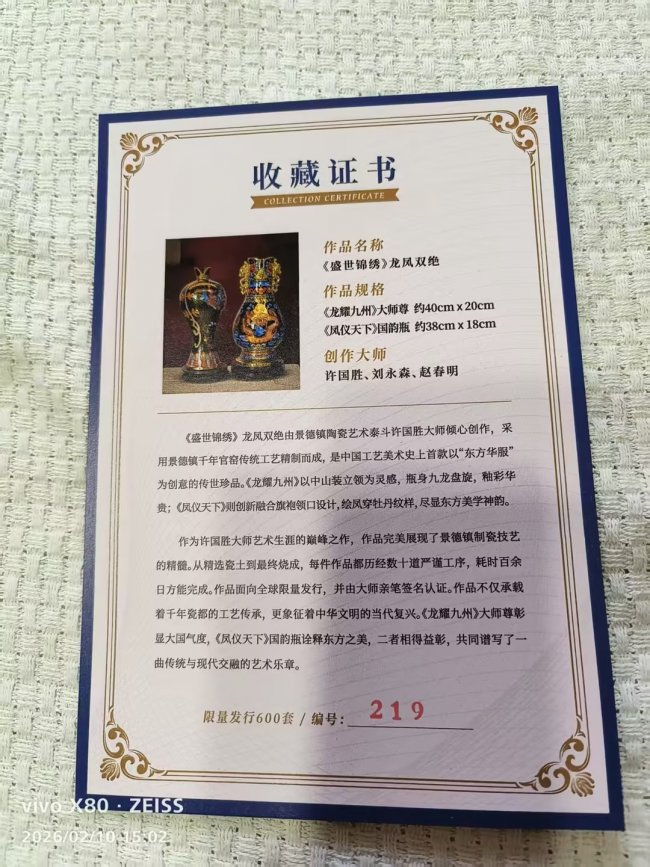 收藏证书
COLLECTION CERTIFICATE
作品名称
《盛世锦绣》龙凤双绝
作品规格
《龙耀九州》大师尊 约40cm x 20cm
《凤仪天下》国韵瓶 约38cm x 18cm
创作大师
许国胜、刘永森、赵春明
《盛世锦绣》龙凤双绝由景德镇陶瓷艺术泰斗许国胜大师倾心创作，采
用景德镇千年官窑传统工艺精制而成，是中国工艺美术史上首款以“东方华服”
为创意的传世珍品。《龙耀九州》以中山装立领为灵感，瓶身九龙盘旋，釉彩华
贵；《凤仪天下》则创新融合旗袍领口设计，绘凤穿牡丹纹样，尽显东方美学神韵。
作为许国胜大师艺术生涯的巅峰之作，作品完美展现了景德镇制瓷技艺
的精髓。从精选瓷土到最终烧成，每件作品都历经数十道严谨工序，耗时百余
日方能完成。作品面向全球限量发行，并由大师亲笔签名认证。作品不仅承载
着千年瓷都的工艺传承，更象征着中华文明的当代复兴。《龙耀九州》大师尊彰
显大国气度，《凤仪天下》国韵瓶诠释东方之美，二者相得益彰，共同谱写了一
曲传统与现代交融的艺术乐章。
限量发行600套 / 编号：219
vivo X80 · ZEISS
2026/02/10 15:02